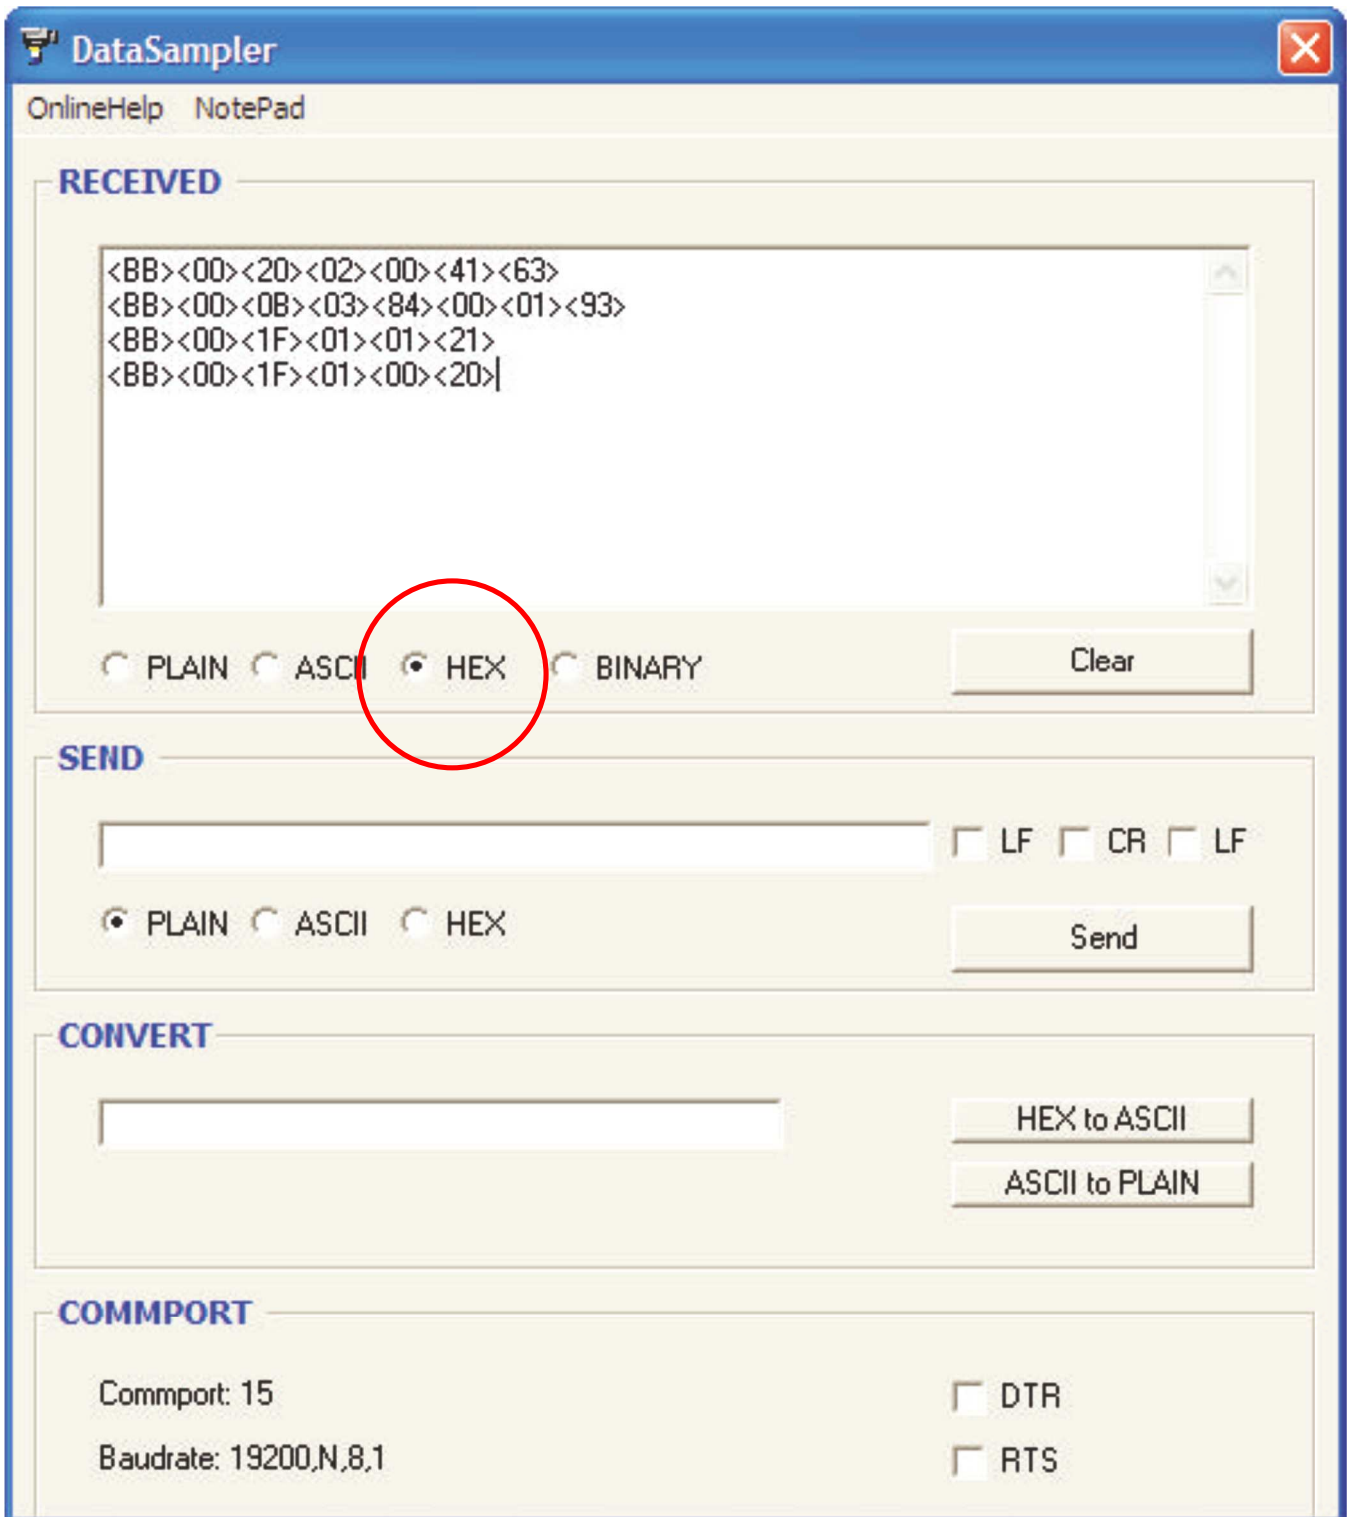 DataSampler
OnlineHelp NotePad
RECEIVED
<BB><00><20><02><00><41><63>
<BB><00><0B><03><84><00><01><93>
<BB><00><1F><01><01><21>
<BB><00><1F><01><00><20>
PLAIN ASCII HEX BINARY Clear
SEND
LF CR LF
PLAIN ASCII HEX Send
CONVERT
HEX to ASCII
ASCII to PLAIN
COMMPORT
Commport: 15 DTR
Baudrate: 19200,N,8,1 RTS